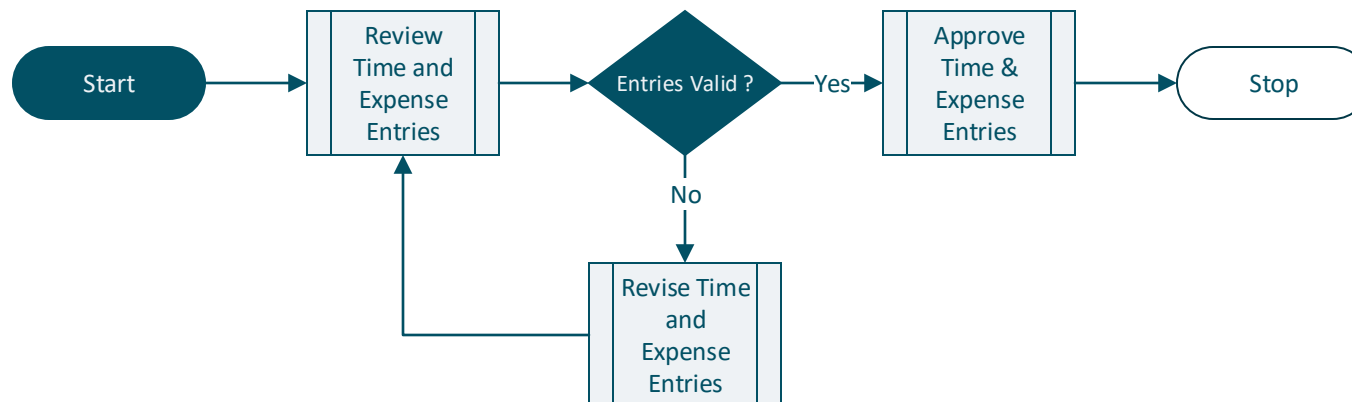 Start
Review
Time and
Expense
Entries
Entries Valid ?
Yes
Approve
Time &
Expense
Entries
Stop
No
Revise Time
and
Expense
Entries